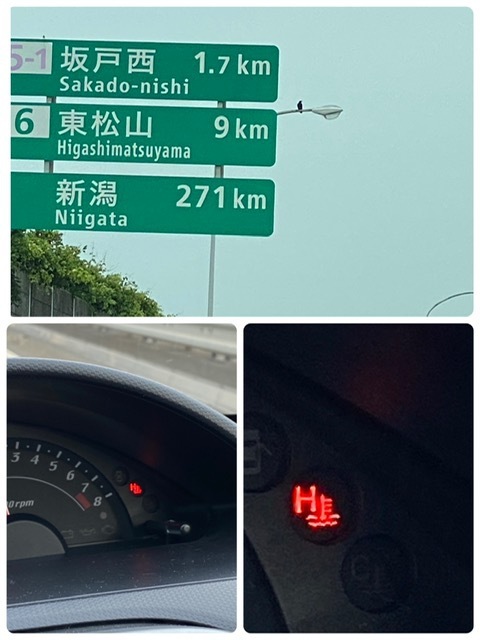 5-1 坂戸西 1.7 km
Sakado-nishi
6 東松山 9 km
Higashimatsuyama
新潟 271 km
Niigata
3 4 5 6 7 8
rpm
H
H